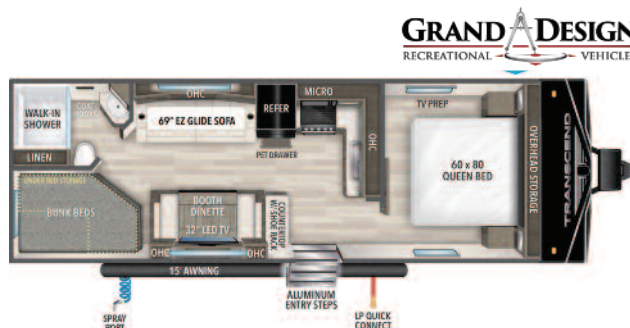 GRAND DESIGN
RECREATIONAL VEHICLE
OHC
MICRO
WALK-IN
SHOWER
COAT
HOOKS
69" EZ GLIDE SOFA
REFER
OHC
TV PREP
LINEN
PET DRAWER
60 x 80
QUEEN BED
OVERHEAD STORAGE
TRANSCEND
UNDER BED STORAGE
BUNK BEDS
BOOTH
DINETTE
32" LED TV
COUNTERTOP
W/ SHOE RACK
OHC
OHC
15' AWNING
ALUMINUM
ENTRY STEPS
SPRAY
PORT
LP QUICK
CONNECT